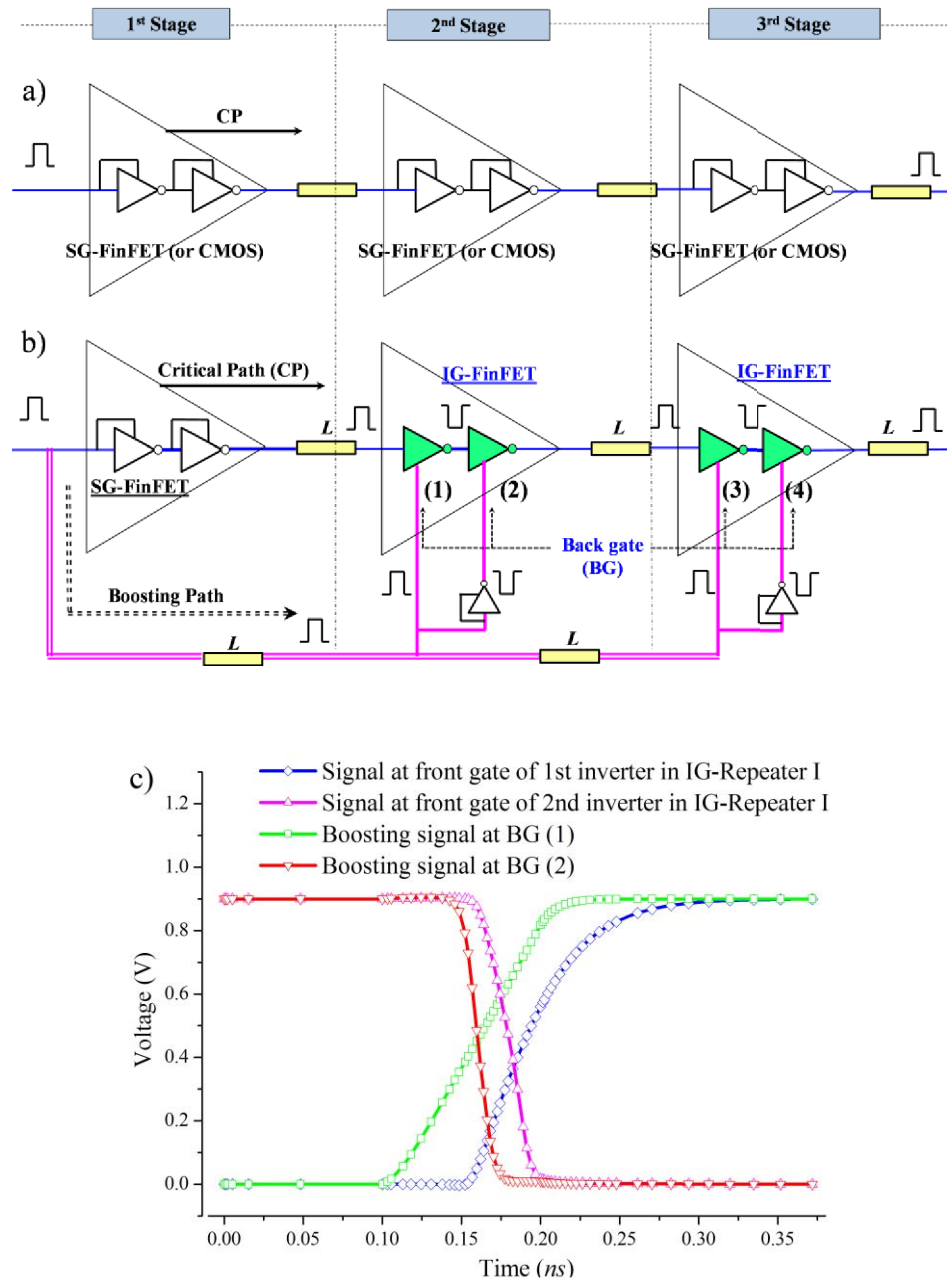 1st Stage
2nd Stage
3rd Stage
a)
CP
SG-FinFET (or CMOS)
SG-FinFET (or CMOS)
SG-FinFET (or CMOS)
b)
Critical Path (CP)
IG-FinFET
IG-FinFET
L
L
L
SG-FinFET
(1)
(2)
(3)
(4)
Back gate
(BG)
Boosting Path
L
L
c)
Signal at front gate of 1st inverter in IG-Repeater I
Signal at front gate of 2nd inverter in IG-Repeater I
Boosting signal at BG (1)
Boosting signal at BG (2)
1.2
1.0
0.8
0.6
0.4
0.2
0.0
Voltage (V)
0.00
0.05
0.10
0.15
0.20
0.25
0.30
0.35
Time (ns)